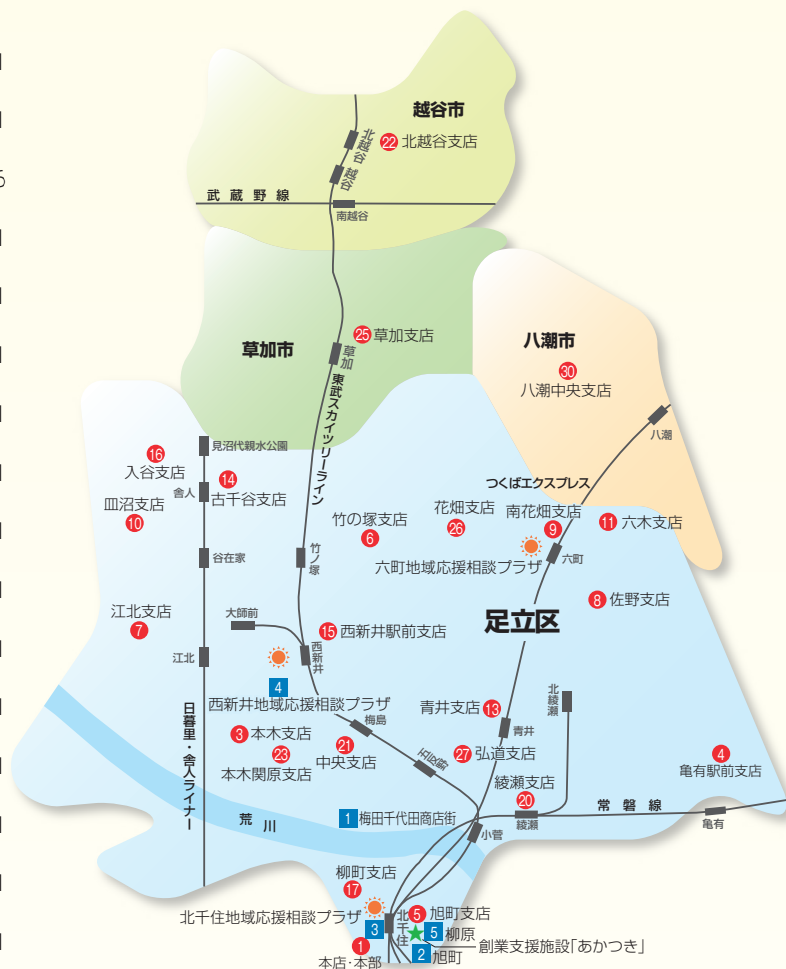 越谷市
北越谷
22 北越谷支店
越谷
武蔵野線
南越谷
25 草加支店
草加市
草加
八潮市
30
八潮中央支店
東武スカイツリーライン
八潮
見沼代親水公園
16
入谷支店
14
舎人
古千谷支店
つくばエクスプレス
皿沼支店
10
竹の塚支店
6
花畑支店
26
南花畑支店
9
11 六木支店
竹ノ塚
谷在家
六町地域応援相談プラザ
六町
8 佐野支店
江北支店
7
大師前
15 西新井駅前支店
足立区
江北
西新井
4
西新井地域応援相談プラザ
北綾瀬
青井支店 13
日暮里・舎人ライナー
3 本木支店
梅島
青井
23
本木関原支店
21
中央支店
五反野
27 弘道支店
4
亀有駅前支店
綾瀬支店
20
常磐線
綾瀬
亀有
荒川
1 梅田千代田商店街
小菅
柳町支店
17
北千住地域応援相談プラザ
3
北千住
5 旭町支店
5 柳原
創業支援施設「あかつき」
1
本店・本部
2 旭町